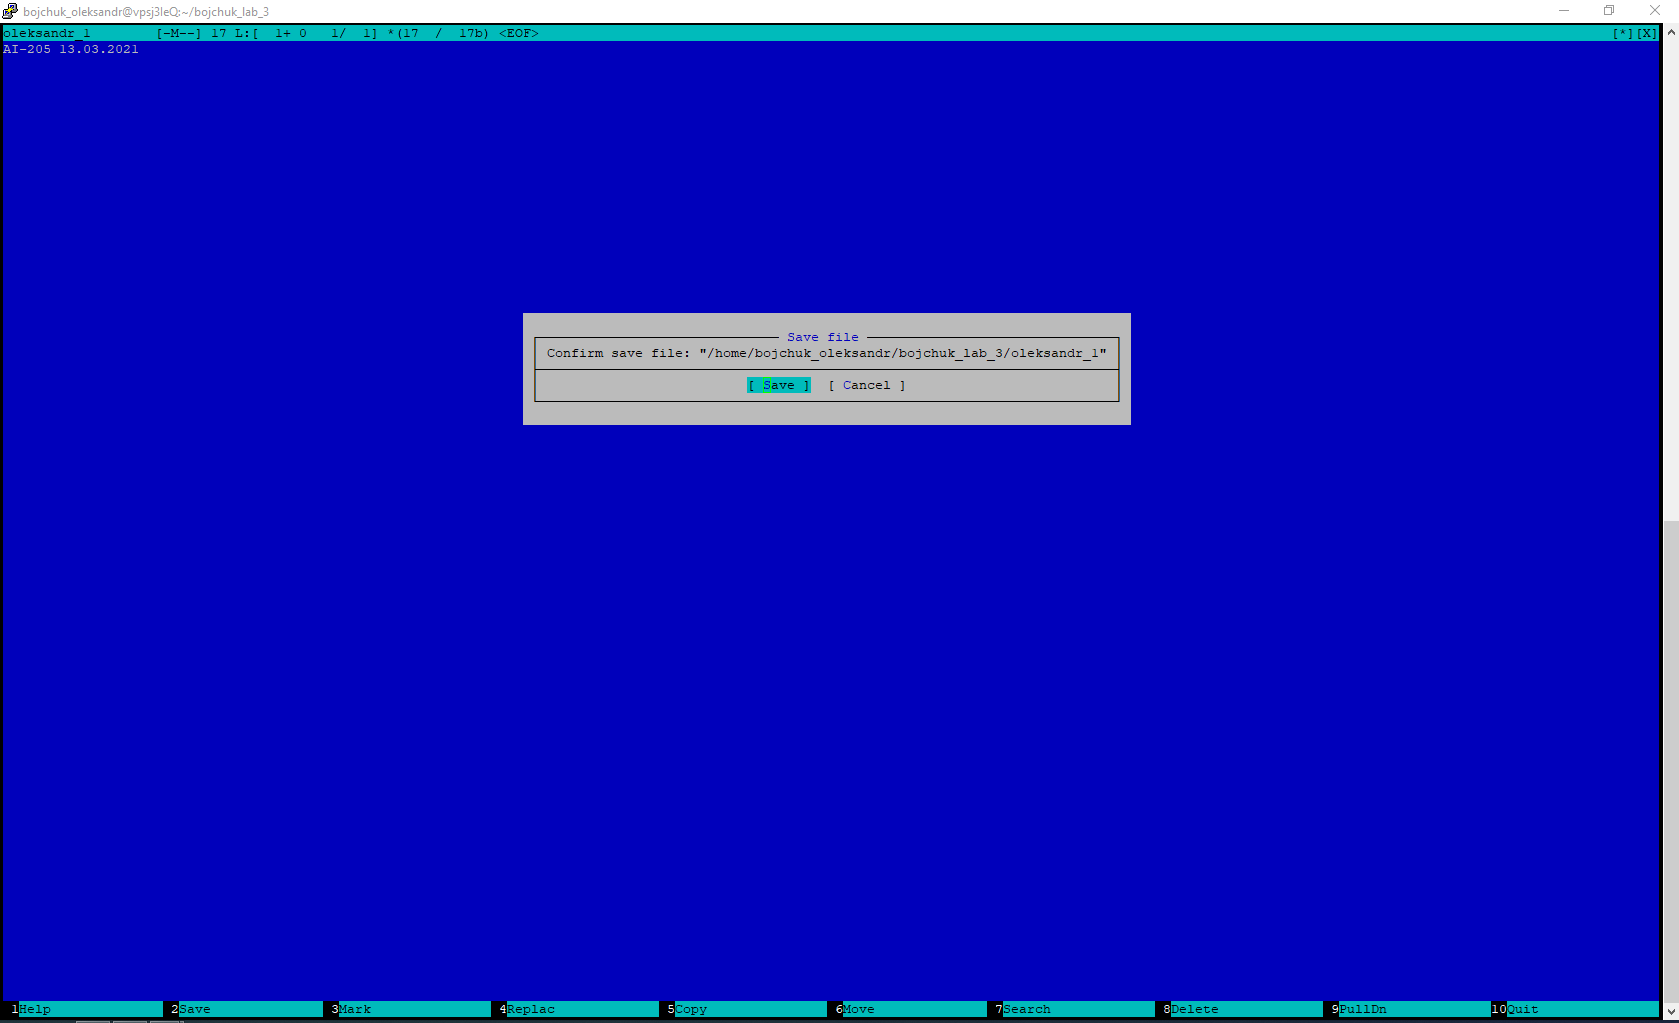 bojchuk_oleksandr@vpsj3leQ:~/bojchuk_lab_3
oleksandr_1 [-M--] 17 L:[ 1+ 0 1/ 1] *(17 / 17b) <EOF> [*][X]
AI-205 13.03.2021
Save file
Confirm save file: "/home/bojchuk_oleksandr/bojchuk_lab_3/oleksandr_1"
[ Save ] [ Cancel ]
1Help 2Save 3Mark 4Replac 5Copy 6Move 7Search 8Delete 9PullDn 10Quit